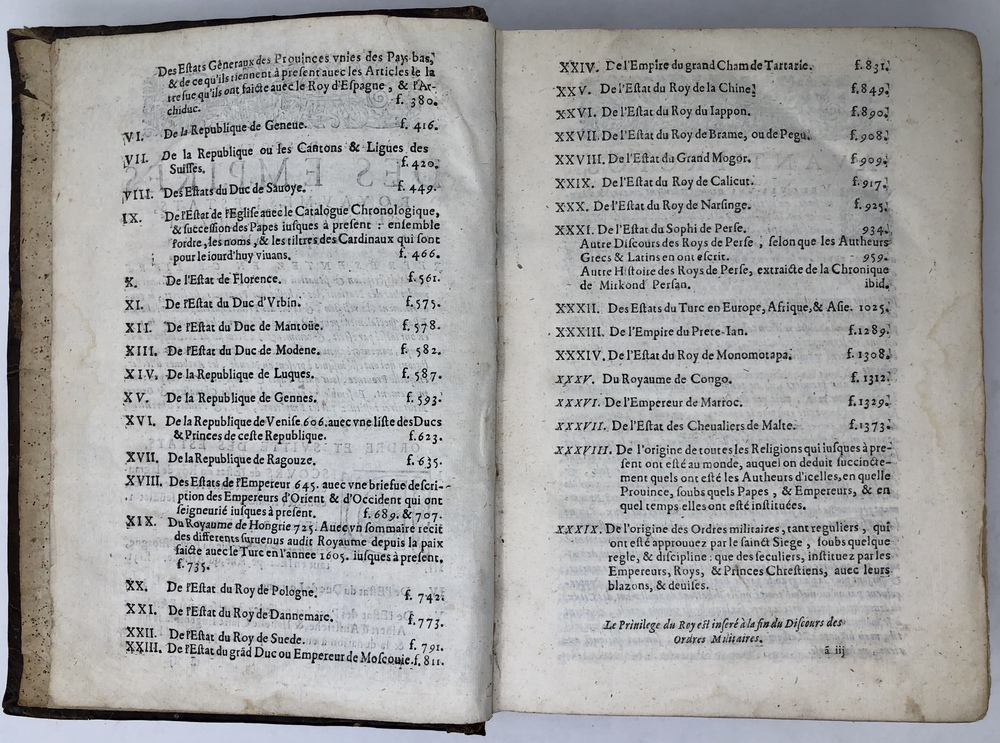 Des Estats Generaux des Prouinces vnies des Pays bas,
& de ce qu'ils tiennent à present auec les Articles de la
tresue qu'ils ont faicte auec le Roy d'Espagne, & l'Ar-
chiduc. f. 380.
VI. De la Republique de Geneue. f. 416.
VII. De la Republique ou les Cantons & Ligues des
Suisses. f. 420.
VIII. Des Estats du Duc de Sauoye. f. 449.
IX. De l'Estat de l'Eglise auec le Catalogue Chronologique,
& succession des Papes iusques à present : ensemble
l'ordre, les noms, & les tiltres des Cardinaux qui sont
pour le iourd'huy viuans. f. 466.
X. De l'Estat de Florence. f. 561.
XI. De l'Estat du Duc d'Vrbin. f. 575.
XII. De l'Estat du Duc de Mantoüe. f. 578.
XIII. De l'Estat du Duc de Modene. f. 582.
XIV. De la Republique de Luques. f. 587.
XV. De la Republique de Gennes. f. 593.
XVI. De la Republique de Venise 606. auec vne liste des Ducs
& Princes de ceste Republique. f. 623.
XVII. De la Republique de Ragouze. f. 635.
XVIII. Des Estats de l'Empereur 645. auec vne briefue descri-
ption des Empereurs d'Orient & d'Occident qui ont
seigneurié iusques à present. f. 689. & 707.
XIX. Du Royaume de Hongrie 725. Auec vn sommaire recit
des differents suruenus audit Royaume depuis la paix
faicte auec le Turc en l'annee 1605. iusques à present.
f. 735.
XX. De l'Estat du Roy de Pologne. f. 742.
XXI. De l'Estat du Roy de Dannemarc. f. 773.
XXII. De l'Estat du Roy de Suede. f. 791.
XXIII. De l'Estat du grãd Duc ou Empereur de Moscouie. f. 811.
XXIV. De l'Empire du grand Cham de Tartarie. f. 831.
XXV. De l'Estat du Roy de la Chine. f. 849.
XXVI. De l'Estat du Roy du Iappon. f. 890.
XXVII. De l'Estat du Roy de Brame, ou de Pegu. f. 908.
XXVIII. De l'Estat du Grand Mogor. f. 909.
XXIX. De l'Estat du Roy de Calicut. f. 917.
XXX. De l'Estat du Roy de Narsinge. f. 925.
XXXI. De l'Estat du Sophi de Perse. 934.
Autre Discours des Roys de Perse, selon que les Autheurs
Grecs & Latins en ont escrit. 959.
Autre Histoire des Roys de Perse, extraicte de la Chronique
de Mirkond Persan. ibid.
XXXII. Des Estats du Turc en Europe, Afrique, & Asie. 1025.
XXXIII. De l'Empire du Prete-Ian. f. 1289.
XXXIV. De l'Estat du Roy de Monomotapa. f. 1308.
XXXV. Du Royaume de Congo. f. 1312.
XXXVI. De l'Empereur de Marroc. f. 1329.
XXXVII. De l'Estat des Cheualiers de Malte. f. 1373.
XXXVIII. De l'origine de toutes les Religions qui iusques à pre-
sent ont esté au monde, auquel on deduit succincte-
ment quels ont esté les Autheurs d'icelles, en quelle
Prouince, soubs quels Papes, & Empereurs, & en
quel temps elles ont esté instituées.
XXXIX. De l'origine des Ordres militaires, tant reguliers, qui
ont esté approuuez par le sainct Siege, soubs quelque
regle, & discipline : que des seculiers, instituez par les
Empereurs, Roys, & Princes Chrestiens, auec leurs
blazons, & deuises.
Le Priuilege du Roy est inseré à la fin du Discours des
Ordres Militaires.
ã iij